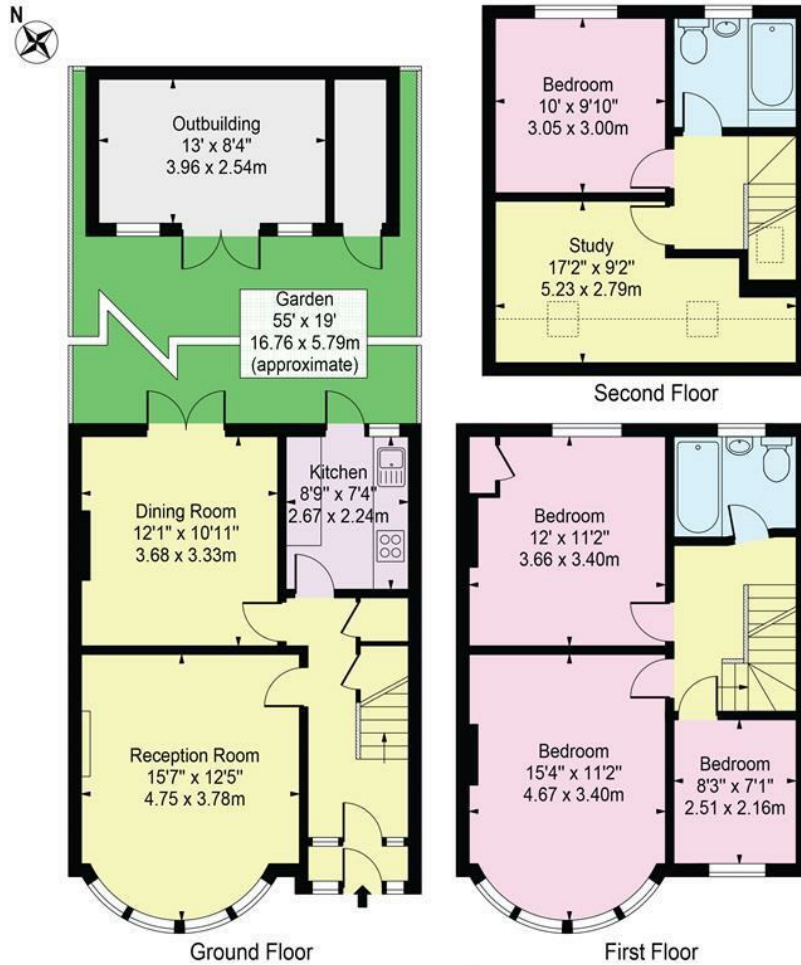 N
Outbuilding
13' x 8'4"
3.96 x 2.54m
Garden
55' x 19'
16.76 x 5.79m
(approximate)
Dining Room
12'1" x 10'11"
3.68 x 3.33m
Kitchen
8'9" x 7'4"
2.67 x 2.24m
Reception Room
15'7" x 12'5"
4.75 x 3.78m
Ground Floor
Bedroom
10' x 9'10"
3.05 x 3.00m
Study
17'2" x 9'2"
5.23 x 2.79m
Second Floor
Bedroom
12' x 11'2"
3.66 x 3.40m
Bedroom
15'4" x 11'2"
4.67 x 3.40m
Bedroom
8'3" x 7'1"
2.51 x 2.16m
First Floor